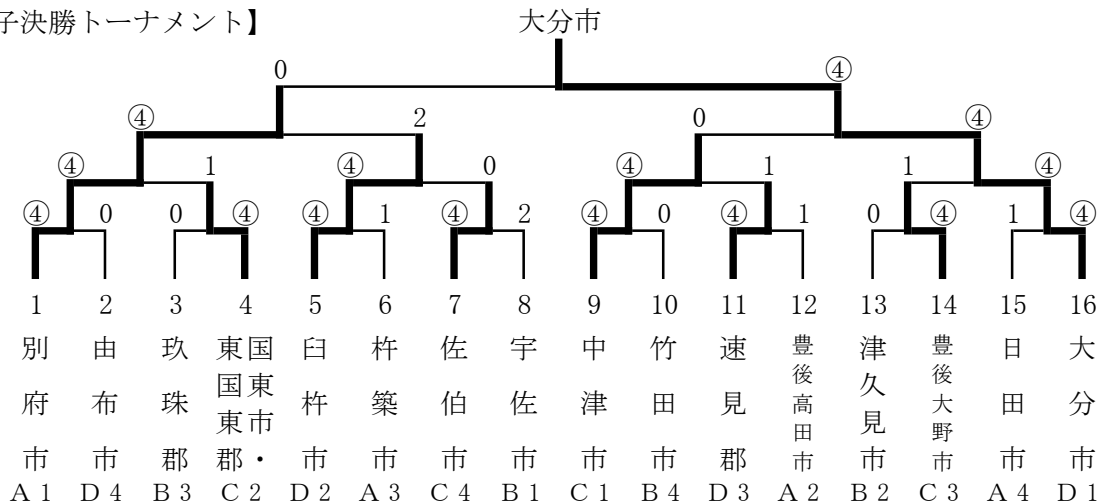 子決勝トーナメント】 大分市
0 ④
④ 2 0 ④
④ 1 ④ 0 ④ 1 1 ④
④ 0 0 ④ ④ 1 ④ 2 ④ 0 ④ 1 0 ④ 1 ④
1 2 3 4 5 6 7 8 9 10 11 12 13 14 15 16
別府市 由布市 玖珠郡 国東市・東国東郡 臼杵市 杵築市 佐伯市 宇佐市 中津市 竹田市 速見郡 豊後高田市 津久見市 豊後大野市 日田市 大分市
A1 D4 B3 C2 D2 A3 C4 B1 C1 B4 D3 A2 B2 C3 A4 D1